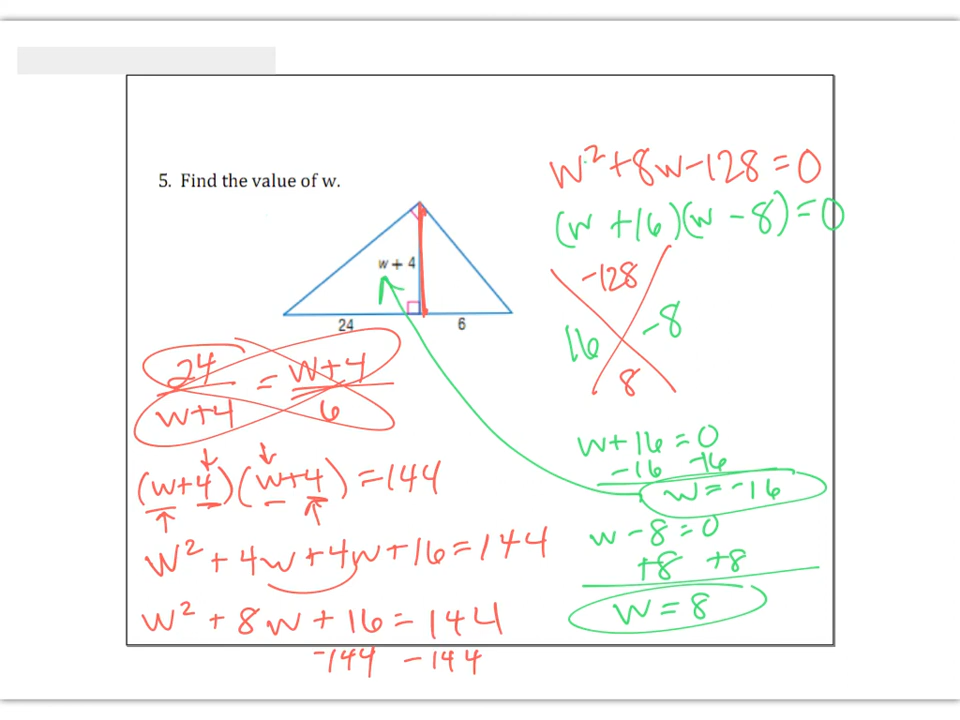 5. Find the value of w.
w + 4
24
6
24/w+4 = w+4/6
(w+4)(w+4)=144
w²+4w+4w+16=144
w²+8w+16=144
-144 -144
w²+8w-128=0
(w+16)(w-8)=0
-128
16 -8
8
w+16=0
-16 -16
w=-16
w-8=0
+8 +8
w=8